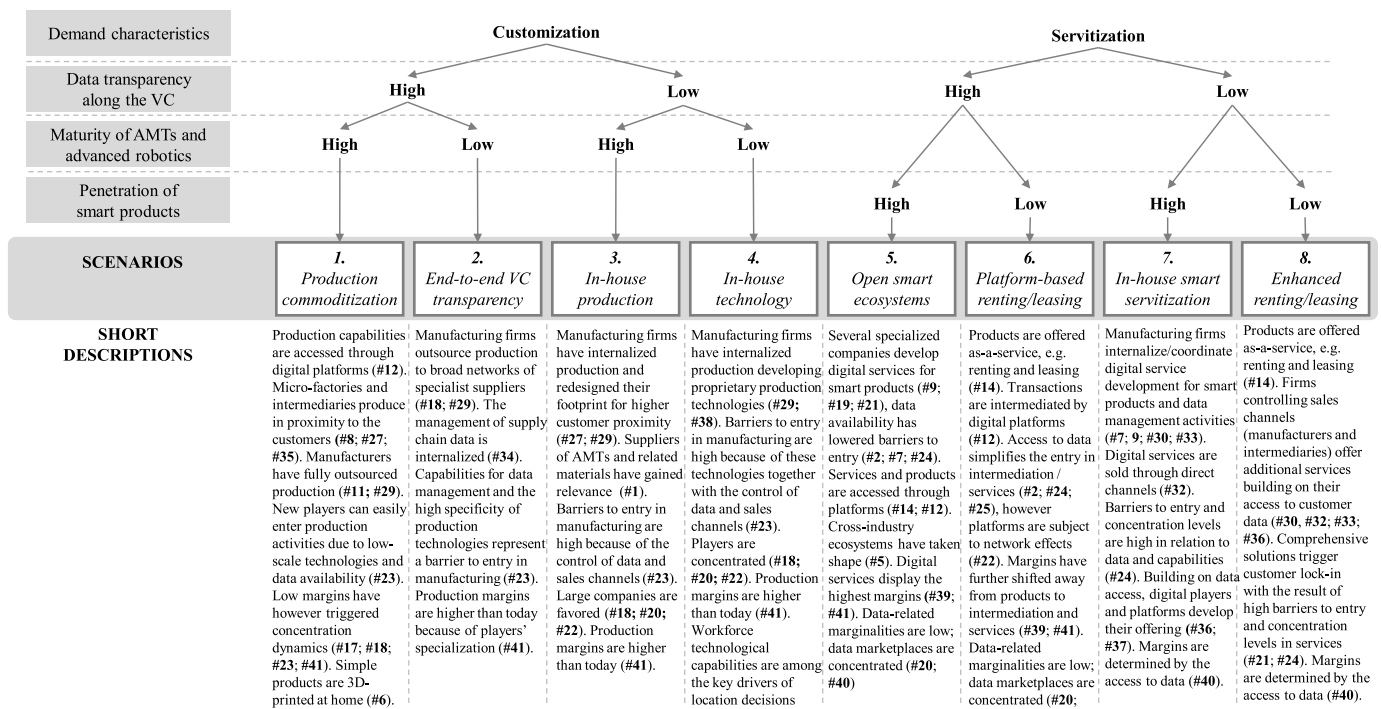 Demand characteristics
Customization
Servitization
Data transparency
along the VC
High
Low
High
Low
Maturity of AMTs and
advanced robotics
High
Low
High
Low
Penetration of
smart products
High
Low
High
Low
SCENARIOS
1.
Production
commoditization
2.
End-to-end VC
transparency
3.
In-house
production
4.
In-house
technology
5.
Open smart
ecosystems
6.
Platform-based
renting/leasing
7.
In-house smart
servitization
8.
Enhanced
renting/leasing
SHORT
DESCRIPTIONS
Production capabilities
are accessed through
digital platforms (#12).
Micro-factories and
intermediaries produce
in proximity to the
customers (#8; #27;
#35). Manufacturers
have fully outsourced
production (#11; #29).
New players can easily
enter production
activities due to low-
scale technologies and
data availability (#23).
Low margins have
however triggered
concentration
dynamics (#17; #18;
#23; #41). Simple
products are 3D-
printed at home (#6).
Manufacturing firms
outsource production
to broad networks of
specialist suppliers
(#18; #29). The
management of supply
chain data is
internalized (#34).
Capabilities for data
management and the
high specificity of
production
technologies represent
a barrier to entry in
manufacturing (#23).
Production margins
are higher than today
because of players’
specialization (#41).
Manufacturing firms
have internalized
production and
redesigned their
footprint for higher
customer proximity
(#27; #29). Suppliers
of AMTs and related
materials have gained
relevance (#1).
Barriers to entry in
manufacturing are
high because of the
control of data and
sales channels (#23).
Large companies are
favored (#18; #20;
#22). Production
margins are higher
than today (#41).
Manufacturing firms
have internalized
production developing
proprietary production
technologies (#29;
#38). Barriers to entry
in manufacturing are
high because of these
technologies together
with the control of
data and sales
channels (#23).
Players are
concentrated (#18;
#20; #22). Production
margins are higher
than today (#41).
Workforce
technological
capabilities are among
the key drivers of
location decisions
Several specialized
companies develop
digital services for
smart products (#9;
#19; #21), data
availability has
lowered barriers to
entry (#2; #7; #24).
Services and products
are accessed through
platforms (#14; #12).
Cross-industry
ecosystems have taken
shape (#5). Digital
services display the
highest margins (#39;
#41). Data-related
marginalities are low;
data marketplaces are
concentrated (#20;
#40)
Products are offered
as-a-service, e.g.
renting and leasing
(#14). Transactions
are intermediated by
digital platforms
(#12). Access to data
simplifies the entry in
intermediation /
services (#2; #24;
#25), however
platforms are subject
to network effects
(#22). Margins have
further shifted away
from products to
intermediation and
services (#39; #41).
Data-related
marginalities are low;
data marketplaces are
concentrated (#20;
Manufacturing firms
internalize/coordinate
digital service
development for smart
products and data
management activities
(#7; 9; #30; #33).
Digital services are
sold through direct
channels (#32).
Barriers to entry and
concentration levels
are high in relation to
data and capabilities
(#24). Building on data
access, digital players
and platforms develop
their offering (#36;
#37). Margins are
determined by the
access to data (#40).
Products are offered
as-a-service, e.g.
renting and leasing
(#14). Firms
controlling sales
channels
(manufacturers and
intermediaries) offer
additional services
building on their
access to customer
data (#30, #32; #33;
#36). Comprehensive
solutions trigger
customer lock-in
with the result of
high barriers to entry
and concentration
levels in services
(#21; #24). Margins
are determined by the
access to data (#40).